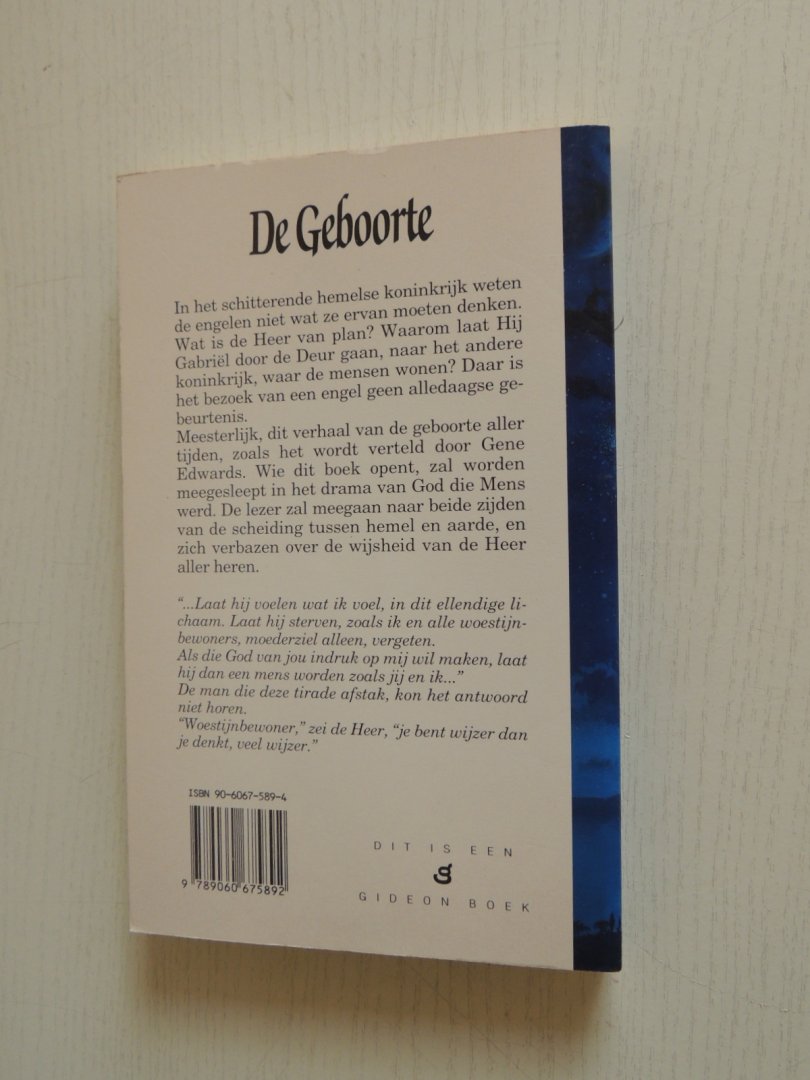 De Geboorte
In het schitterende hemelse koninkrijk weten
de engelen niet wat ze ervan moeten denken.
Wat is de Heer van plan? Waarom laat Hij
Gabriël door de Deur gaan, naar het andere
koninkrijk, waar de mensen wonen? Daar is
het bezoek van een engel geen alledaagse ge-
beurtenis.
Meesterlijk, dit verhaal van de geboorte aller
tijden, zoals het wordt verteld door Gene
Edwards. Wie dit boek opent, zal worden
meegesleept in het drama van God die Mens
werd. De lezer zal meegaan naar beide zijden
van de scheiding tussen hemel en aarde, en
zich verbazen over de wijsheid van de Heer
aller heren.
“...Laat hij voelen wat ik voel, in dit ellendige li-
chaam. Laat hij sterven, zoals ik en alle woestijn-
bewoners, moederziel alleen, vergeten.
Als die God van jou indruk op mij wil maken, laat
hij dan een mens worden zoals jij en ik...”
De man die deze tirade afstak, kon het antwoord
niet horen.
“Woestijnbewoner,” zei de Heer, “je bent wijzer dan
je denkt, veel wijzer.”
ISBN 90-6067-589-4
9 789060 675892
DIT IS EEN
GIDEON BOEK